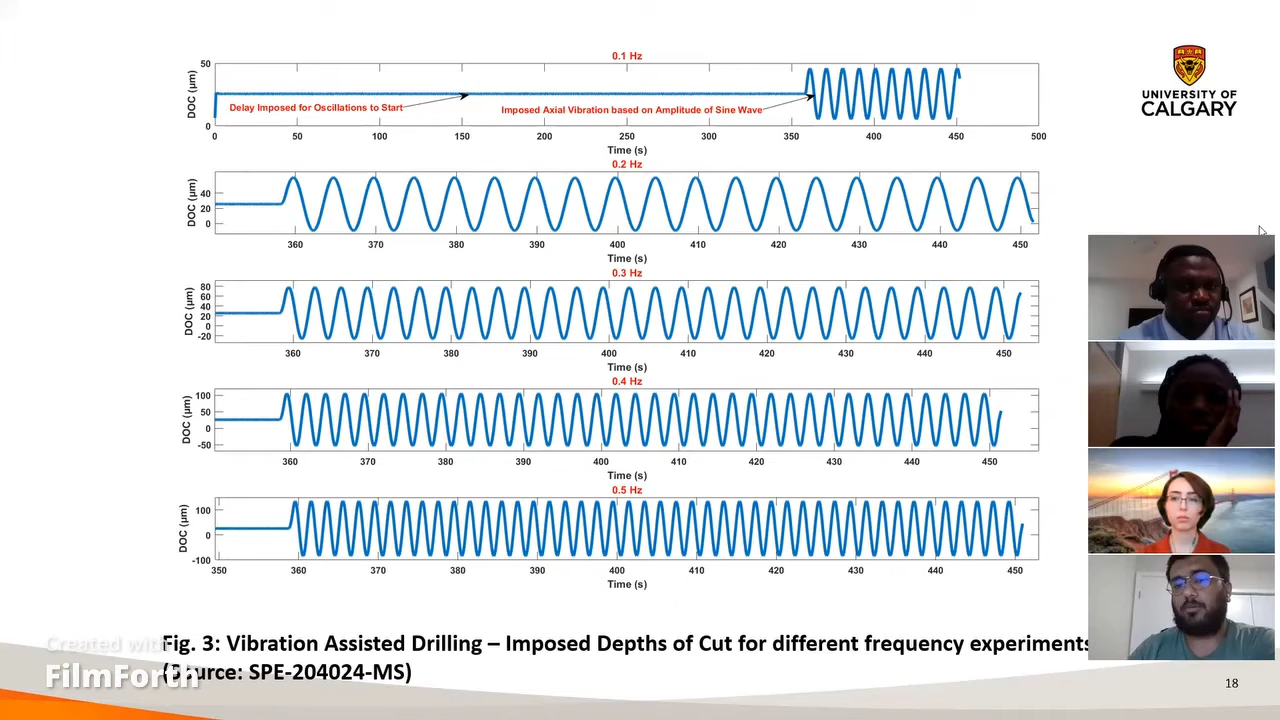 0.1 Hz
50
0
DOC (μm)
Delay Imposed for Oscillations to Start
Imposed Axial Vibration based on Amplitude of Sine Wave
0 50 100 150 200 250 300 350 400 450 500
Time (s)
UNIVERSITY OF
CALGARY
0.2 Hz
40
20
0
DOC (μm)
360 370 380 390 400 410 420 430 440 450
Time (s)
0.3 Hz
80
60
40
20
0
-20
DOC (μm)
360 370 380 390 400 410 420 430 440 450
Time (s)
0.4 Hz
100
50
0
-50
DOC (μm)
360 370 380 390 400 410 420 430 440 450
Time (s)
0.5 Hz
100
0
-100
DOC (μm)
350 360 370 380 390 400 410 420 430 440 450
Time (s)
Fig. 3: Vibration Assisted Drilling – Imposed Depths of Cut for different frequency experiments
(Source: SPE-204024-MS)
Created with
FilmForth
18